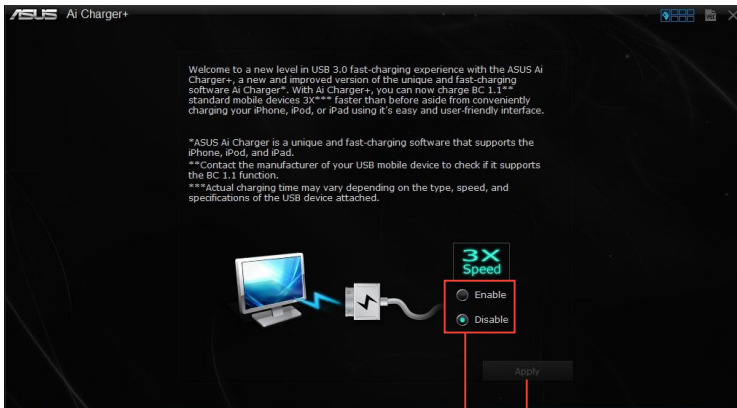 ASUS Ai Charger+
Welcome to a new level in USB 3.0 fast-charging experience with the ASUS Ai
Charger+, a new and improved version of the unique and fast-charging
software Ai Charger*. With Ai Charger+, you can now charge BC 1.1**
standard mobile devices 3X*** faster than before aside from conveniently
charging your iPhone, iPod, or iPad using it's easy and user-friendly interface.
*ASUS Ai Charger is a unique and fast-charging software that supports the
iPhone, iPod, and iPad.
**Contact the manufacturer of your USB mobile device to check if it supports
the BC 1.1 function.
***Actual charging time may vary depending on the type, speed, and
specifications of the USB device attached.
3X
Speed
Enable
Disable
Apply